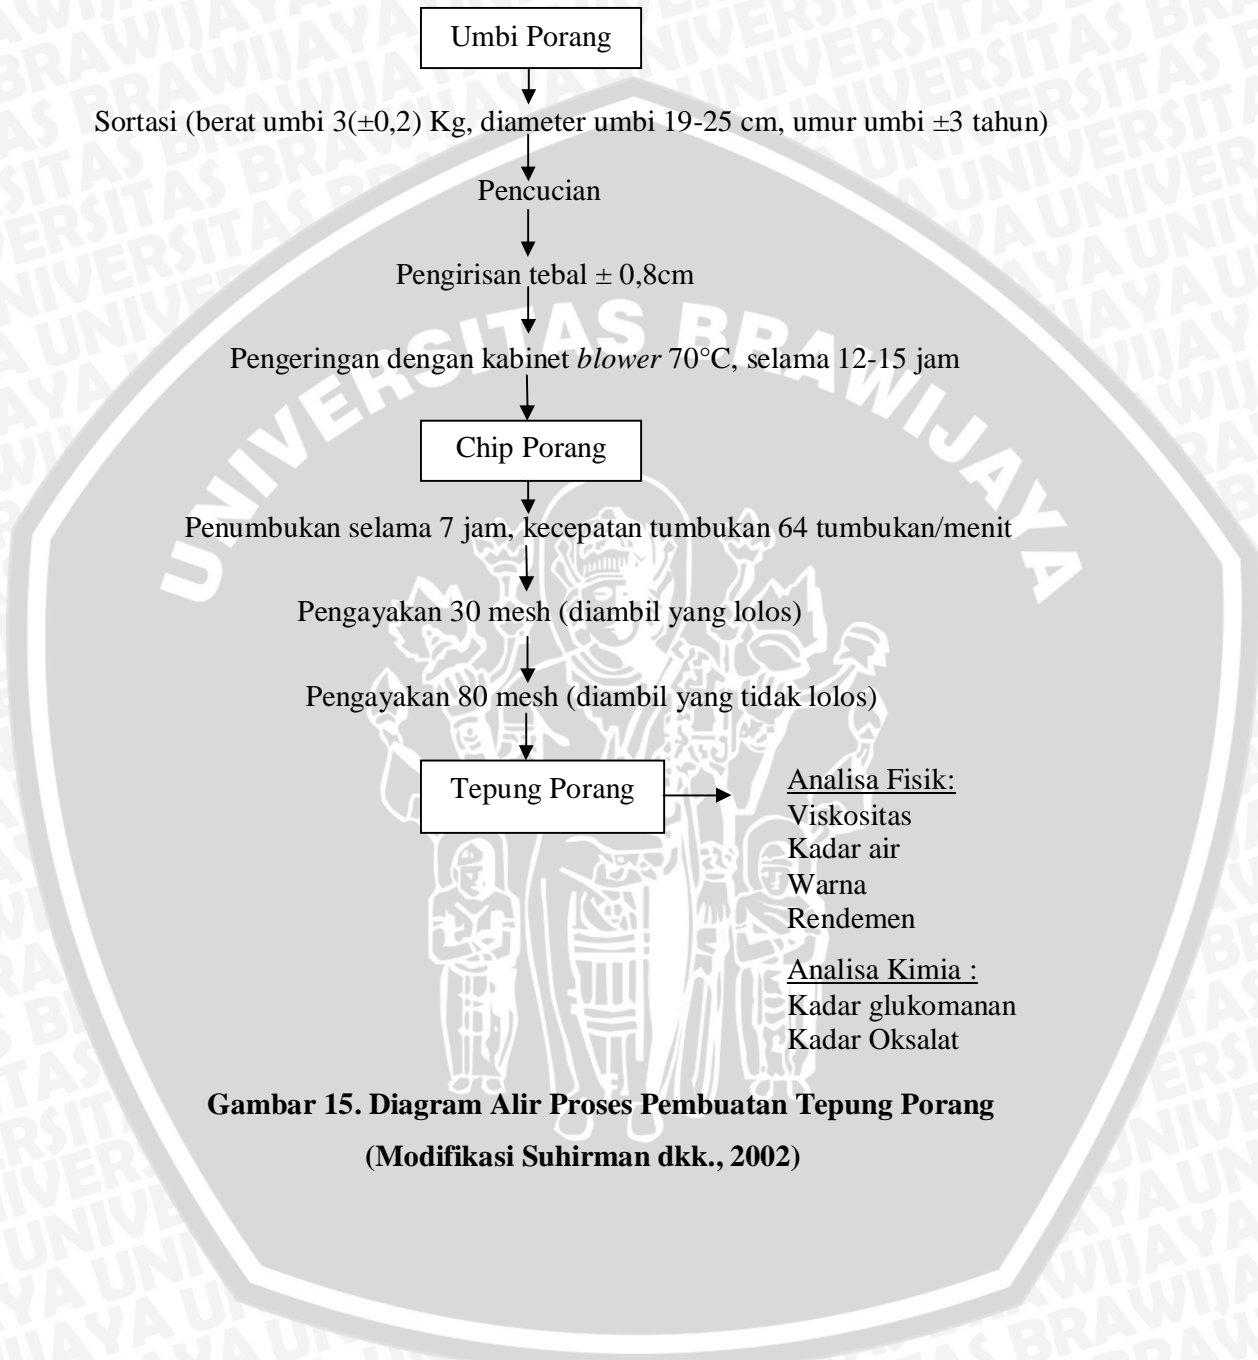 Umbi Porang
Sortasi (berat umbi 3(±0,2) Kg, diameter umbi 19-25 cm, umur umbi ±3 tahun)
Pencucian
Pengirisan tebal ± 0,8cm
Pengeringan dengan kabinet blower 70°C, selama 12-15 jam
Chip Porang
Penumbukan selama 7 jam, kecepatan tumbukan 64 tumbukan/menit
Pengayakan 30 mesh (diambil yang lolos)
Pengayakan 80 mesh (diambil yang tidak lolos)
Tepung Porang
Analisa Fisik:
Viskositas
Kadar air
Warna
Rendemen
Analisa Kimia :
Kadar glukomanan
Kadar Oksalat
Gambar 15. Diagram Alir Proses Pembuatan Tepung Porang
(Modifikasi Suhirman dkk., 2002)
UNIVERSITAS BRAWIJAYA